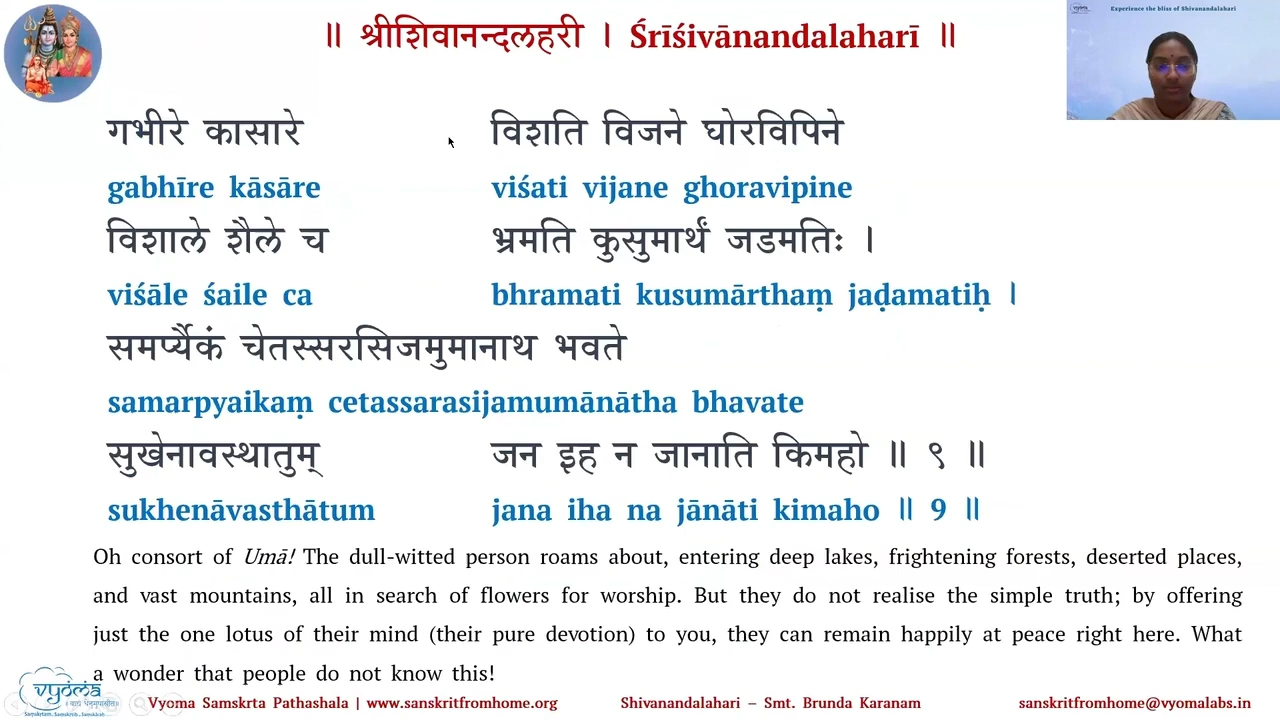 ॥ श्रीशिवानन्दलहरी । Śrīśivānandalaharī ॥
Experience the bliss of Shivanandalahari
गभीरे कासारे विशति विजने घोरविपिने
gabhīre kāsāre viśati vijane ghoravipine
विशाले शैले च भ्रमति कुसुमार्थं जडमतिः ।
viśāle śaile ca bhramati kusumārthaṃ jaḍamatiḥ ।
समर्प्यैकं चेतस्सरसिजमुमानाथ भवते
samarpyaikaṃ cetassarasijamumānātha bhavate
सुखेनावस्थातुम् जन इह न जानाति किमहो ॥ ९ ॥
sukhenāvasthātum jana iha na jānāti kimaho ॥ 9 ॥
Oh consort of Umā! The dull-witted person roams about, entering deep lakes, frightening forests, deserted places,
and vast mountains, all in search of flowers for worship. But they do not realise the simple truth; by offering
just the one lotus of their mind (their pure devotion) to you, they can remain happily at peace right here. What
a wonder that people do not know this!
vyoma
Vyoma Samskrta Pathashala | www.sanskritfromhome.org Shivanandalahari – Smt. Brunda Karanam sanskritfromhome@vyomalabs.in